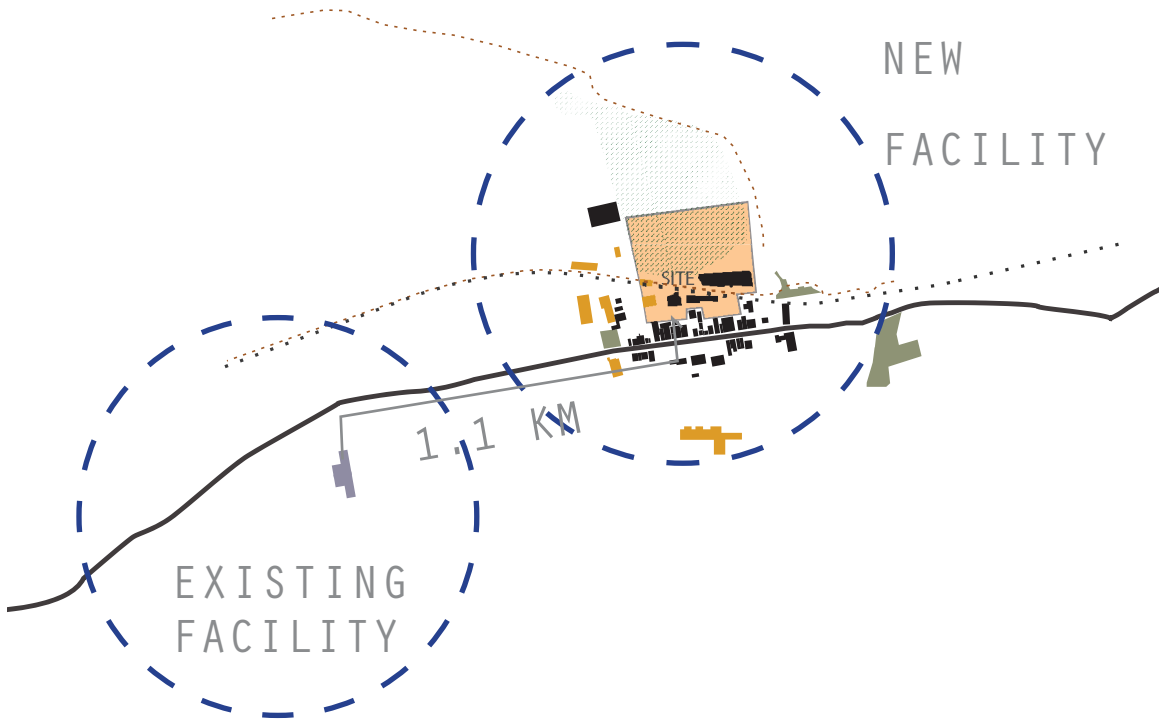 NEW
FACILITY
SITE
1.1 KM
EXISTING
FACILITY